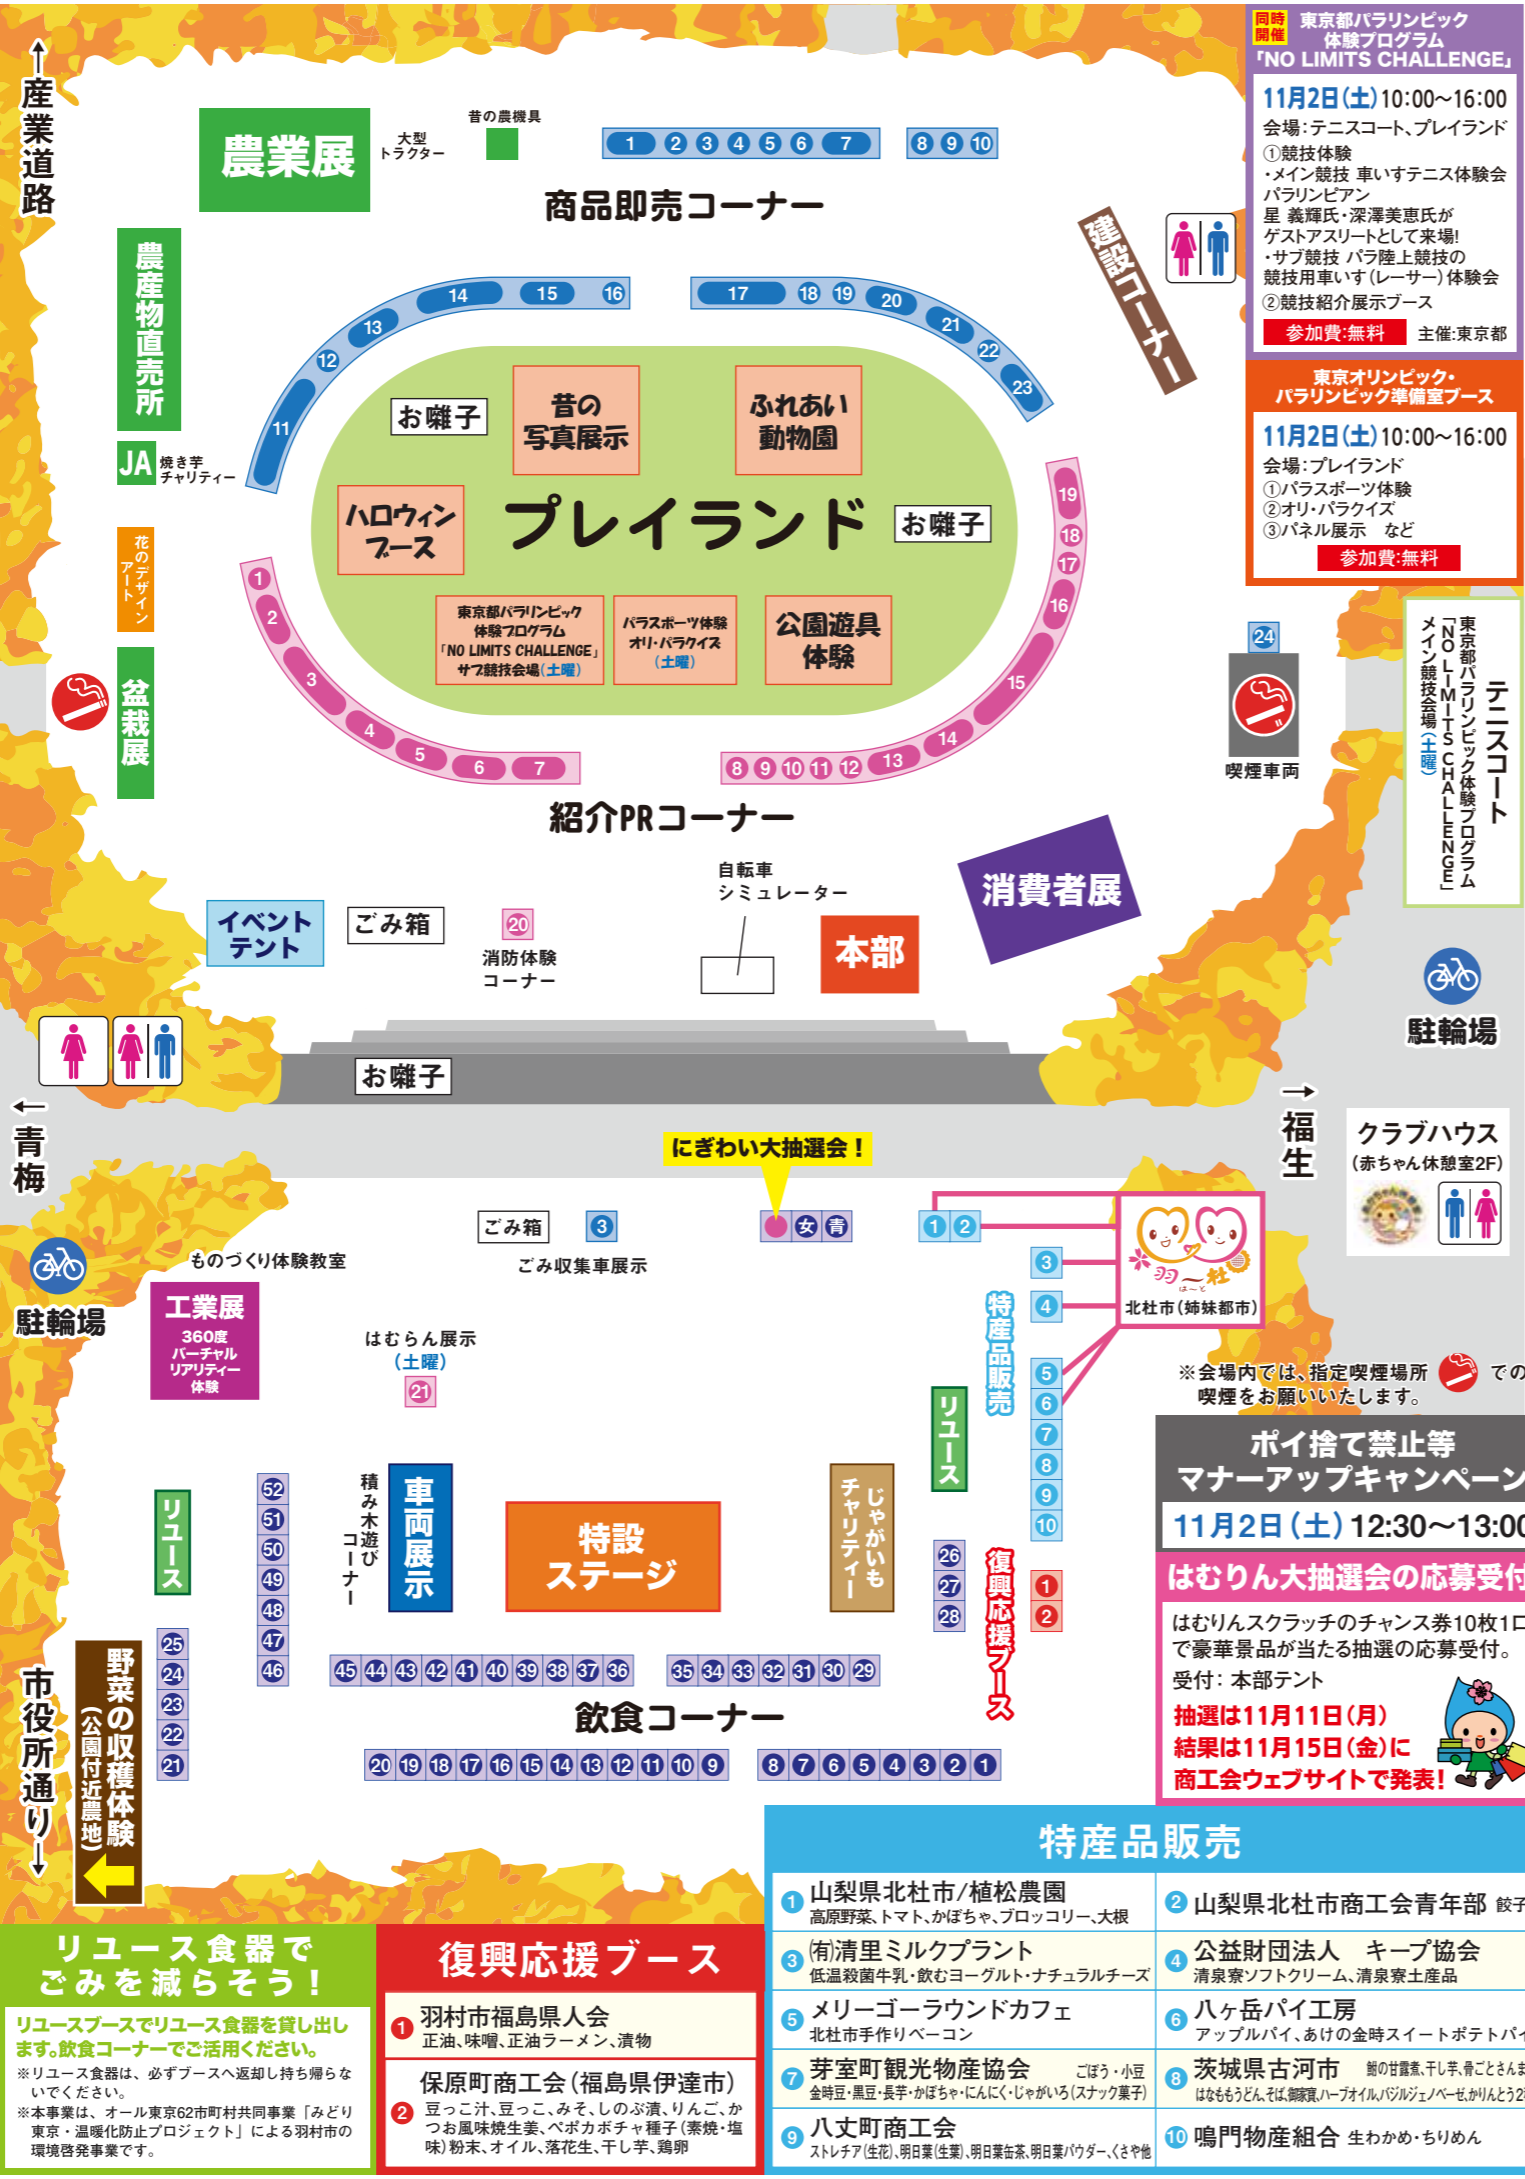 ↑産業道路
農業展
大型
トラクター
昔の農機具
1 2 3 4 5 6 7 8 9 10
商品即売コーナー
農産物直売所
JA
焼き芋
チャリティー
花のデザイン
アート
盆栽展
建設コーナー
11 12 13 14 15 16
17 18 19 20 21 22 23
お囃子
昔の
写真展示
ふれあい
動物園
ハロウィン
ブース
プレイランド
お囃子
東京都パラリンピック
体験プログラム
「NO LIMITS CHALLENGE」
サブ競技会場(土曜)
パラスポーツ体験
オリ・パラクイズ
(土曜)
公園遊具
体験
1 2 3 4 5 6 7
8 9 10 11 12 13 14 15 16 17 18 19
紹介PRコーナー
24
喫煙車両
同時
開催
東京都パラリンピック
体験プログラム
「NO LIMITS CHALLENGE」
11月2日(土)10:00〜16:00
会場:テニスコート、プレイランド
①競技体験
・メイン競技 車いすテニス体験会
パラリンピアン
星 義輝氏・深澤美恵氏が
ゲストアスリートとして来場!
・サブ競技 パラ陸上競技の
競技用車いす(レーサー)体験会
②競技紹介展示ブース
参加費:無料 主催:東京都
東京オリンピック・
パラリンピック準備室ブース
11月2日(土)10:00〜16:00
会場:プレイランド
①パラスポーツ体験
②オリ・パラクイズ
③パネル展示 など
参加費:無料
テニスコート
東京都パラリンピック体験プログラム
「NO LIMITS CHALLENGE」
メイン競技会場(土曜)
イベント
テント
ごみ箱
20
消防体験
コーナー
自転車
シミュレーター
本部
消費者展
駐輪場
お囃子
←青梅
→福生
クラブハウス
(赤ちゃん休憩室2F)
にぎわい大抽選会!
女 青
ごみ箱
3
ごみ収集車展示
1 2
3
4
5
6
7
8
9
10
北杜市(姉妹都市)
羽〜杜
はーと
特産品販売
駐輪場
ものづくり体験教室
工業展
360度
バーチャル
リアリティー
体験
はむらん展示
(土曜)
21
※会場内では、指定喫煙場所 での
喫煙をお願いいたします。
リユース
リユース
52
51
50
49
48
47
46
積み木遊び
コーナー
車両展示
特設
ステージ
じゃがいも
チャリティー
26
27
28
復興応援ブース
1
2
45 44 43 42 41 40 39 38 37 36 35 34 33 32 31 30 29
飲食コーナー
25
24
23
22
21
20 19 18 17 16 15 14 13 12 11 10 9 8 7 6 5 4 3 2 1
市役所通り↓
野菜の収穫体験
(公園付近農地)
ポイ捨て禁止等
マナーアップキャンペーン
11月2日(土)12:30〜13:00
はむりん大抽選会の応募受付
はむりんスクラッチのチャンス券10枚1口
で豪華景品が当たる抽選の応募受付。
受付：本部テント
抽選は11月11日(月)
結果は11月15日(金)に
商工会ウェブサイトで発表!
リユース食器で
ごみを減らそう!
リユースブースでリユース食器を貸し出し
ます。飲食コーナーでご活用ください。
※リユース食器は、必ずブースへ返却し持ち帰らな
いでください。
※本事業は、オール東京62市町村共同事業「みどり
東京・温暖化防止プロジェクト」による羽村市の
環境啓発事業です。
復興応援ブース
1 羽村市福島県人会
正油、味噌、正油ラーメン、漬物
2 保原町商工会(福島県伊達市)
豆っこ汁、豆っこ、みそ、しのぶ漬、りんご、か
つお風味焼生姜、ペポカボチャ種子(素焼・塩
味)粉末、オイル、落花生、干し芋、鶏卵
特産品販売
1 山梨県北杜市/植松農園
高原野菜、トマト、かぼちゃ、ブロッコリー、大根
2 山梨県北杜市商工会青年部 餃子
3 ㈲清里ミルクプラント
低温殺菌牛乳・飲むヨーグルト・ナチュラルチーズ
4 公益財団法人 キープ協会
清泉寮ソフトクリーム、清泉寮土産品
5 メリーゴーラウンドカフェ
北杜市手作りベーコン
6 八ヶ岳パイ工房
アップルパイ、あけの金時スイートポテトパイ
7 芽室町観光物産協会 ごぼう・小豆
金時豆・黒豆・長芋・かぼちゃ・にんにく・じゃがいろ(スナック菓子)
8 茨城県古河市 鮒の甘露煮、干し芋、骨ごとさんま
はなももうどん、そば、御家寶、ハーブオイル、バジルジェノベーゼ、かりんとう2
9 八丈町商工会
ストレチア(生花)、明日葉(生葉)、明日葉缶茶、明日葉パウダー、くさや他
10 鳴門物産組合 生わかめ・ちりめん